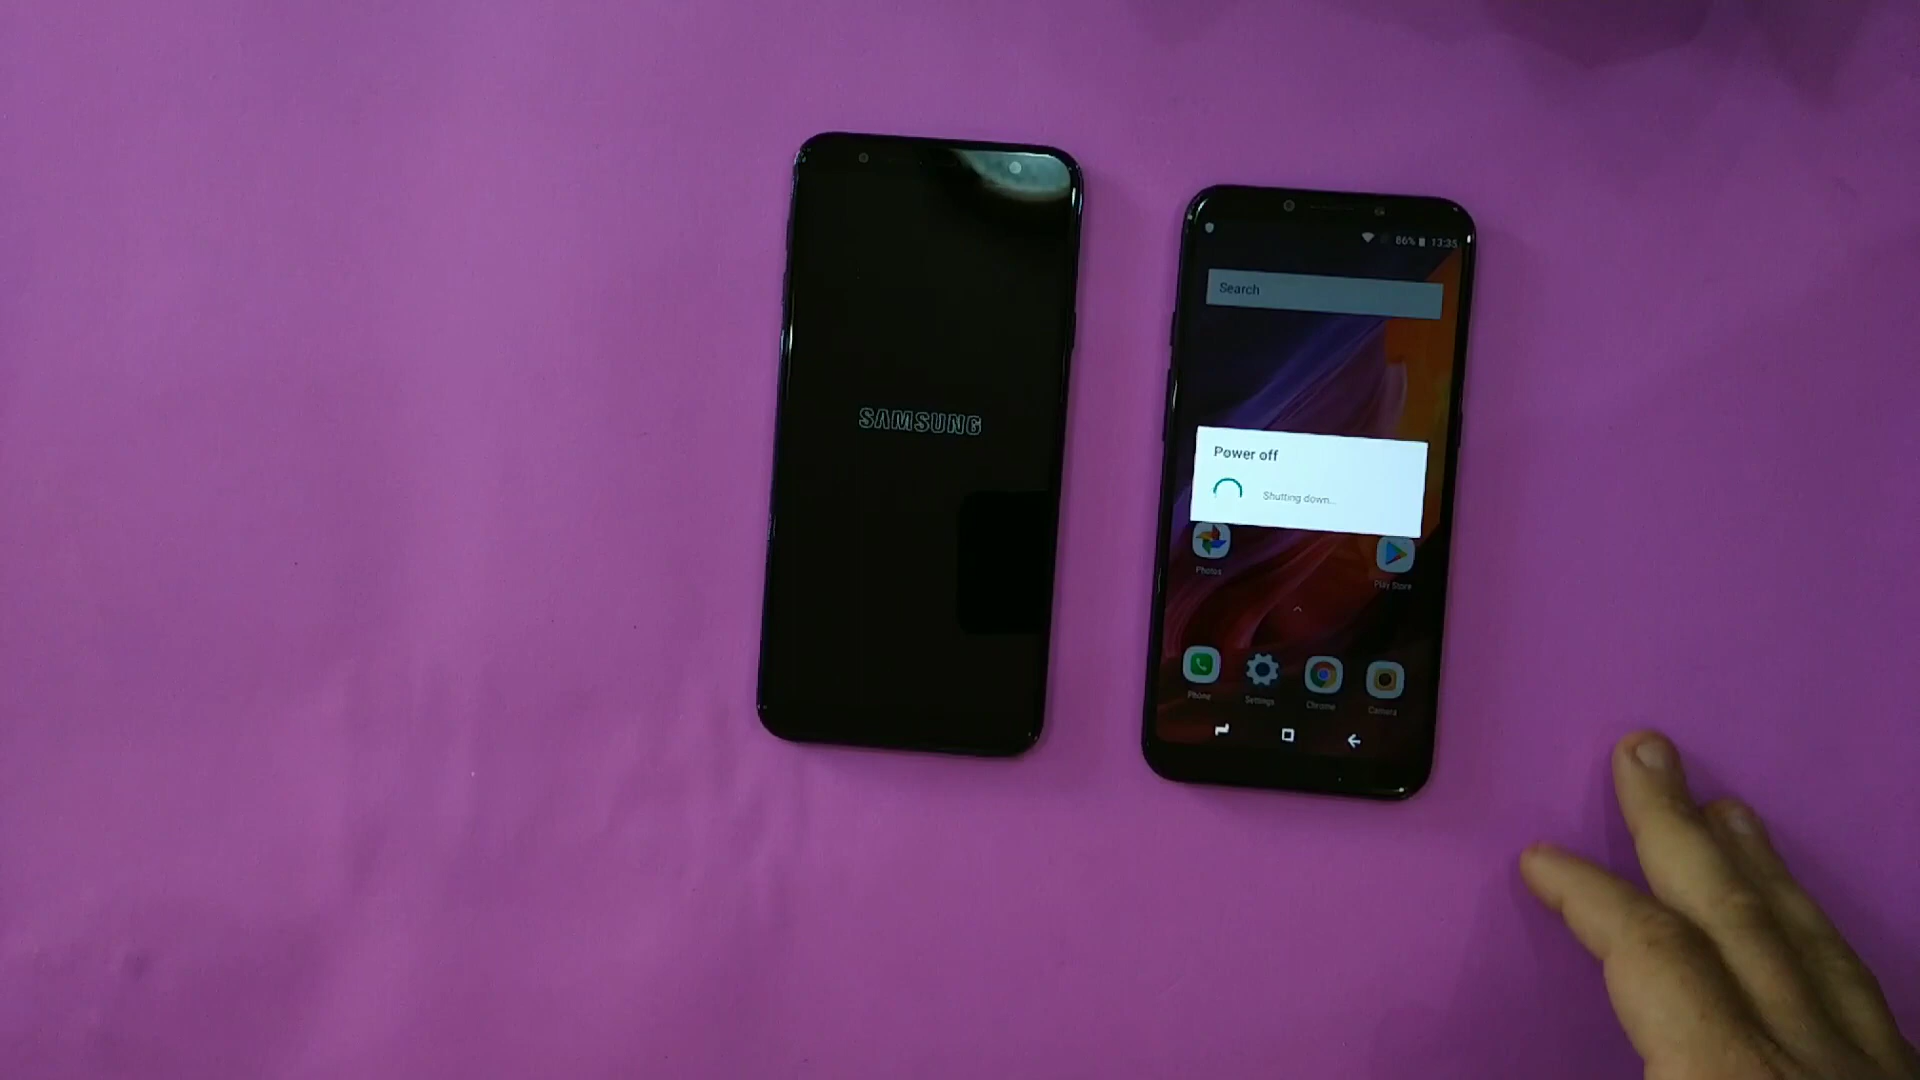 SAMSUNG
86% 13:35
Search
Power off
Shutting down...
Photos
Play Store
Phone
Settings
Chrome
Camera